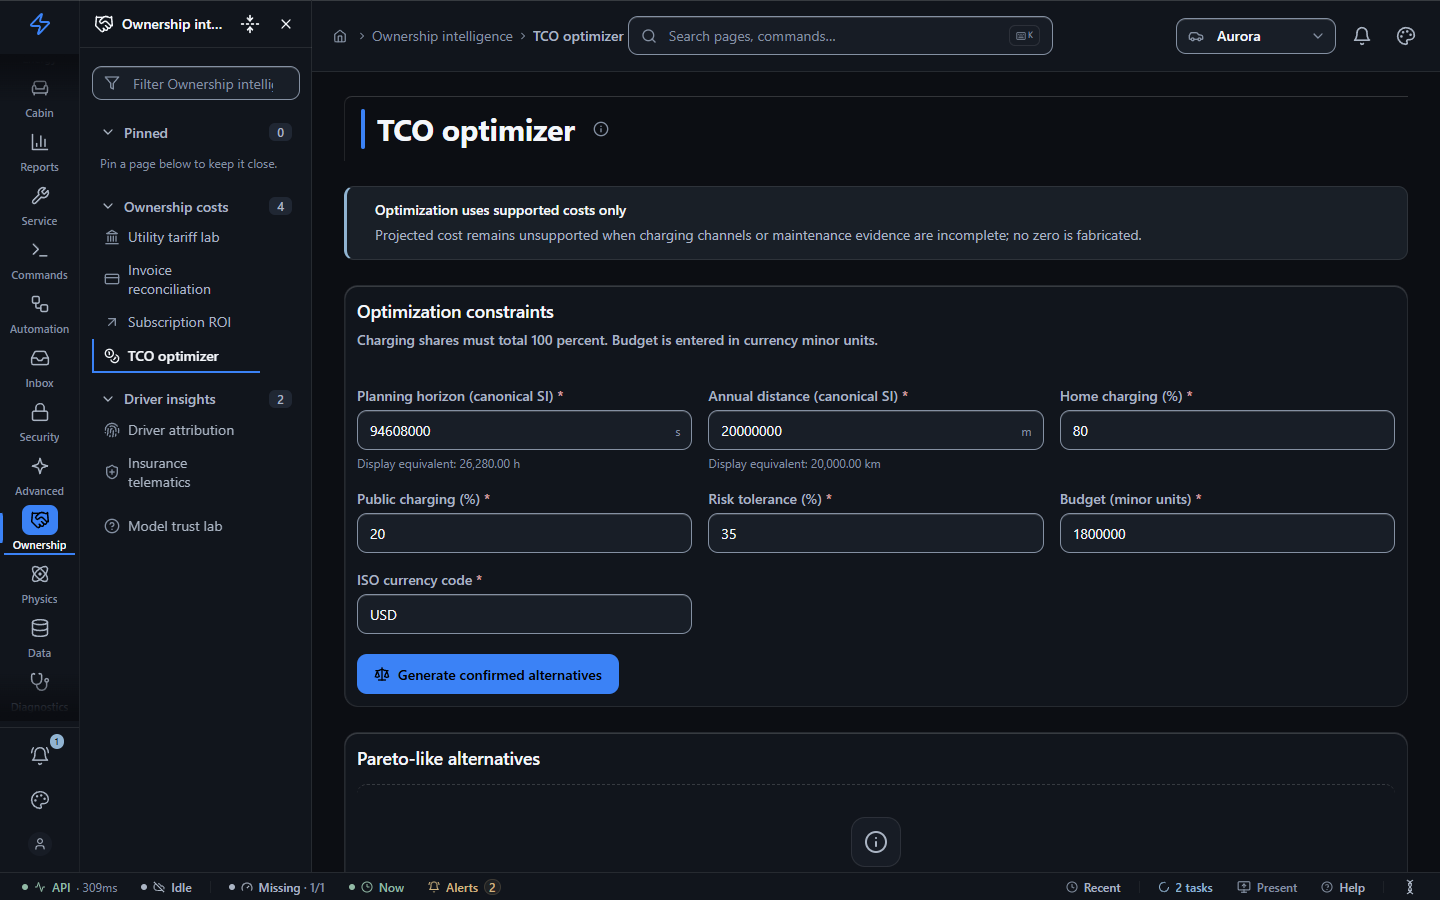 Ownership int...
Ownership intelligence
TCO optimizer
Search pages, commands...
K
Aurora
Cabin
Reports
Service
Commands
Automation
Inbox
Security
Advanced
Ownership
Physics
Data
Diagnostics
1
Filter Ownership intelli
Pinned
0
Pin a page below to keep it close.
Ownership costs
4
Utility tariff lab
Invoice
reconciliation
Subscription ROI
TCO optimizer
Driver insights
2
Driver attribution
Insurance
telematics
Model trust lab
TCO optimizer
Optimization uses supported costs only
Projected cost remains unsupported when charging channels or maintenance evidence are incomplete; no zero is fabricated.
Optimization constraints
Charging shares must total 100 percent. Budget is entered in currency minor units.
Planning horizon (canonical SI) *
94608000
s
Display equivalent: 26,280.00 h
Annual distance (canonical SI) *
20000000
m
Display equivalent: 20,000.00 km
Home charging (%) *
80
Public charging (%) *
20
Risk tolerance (%) *
35
Budget (minor units) *
1800000
ISO currency code *
USD
Generate confirmed alternatives
Pareto-like alternatives
API · 309ms
Idle
Missing · 1/1
Now
Alerts 2
Recent
2 tasks
Present
Help